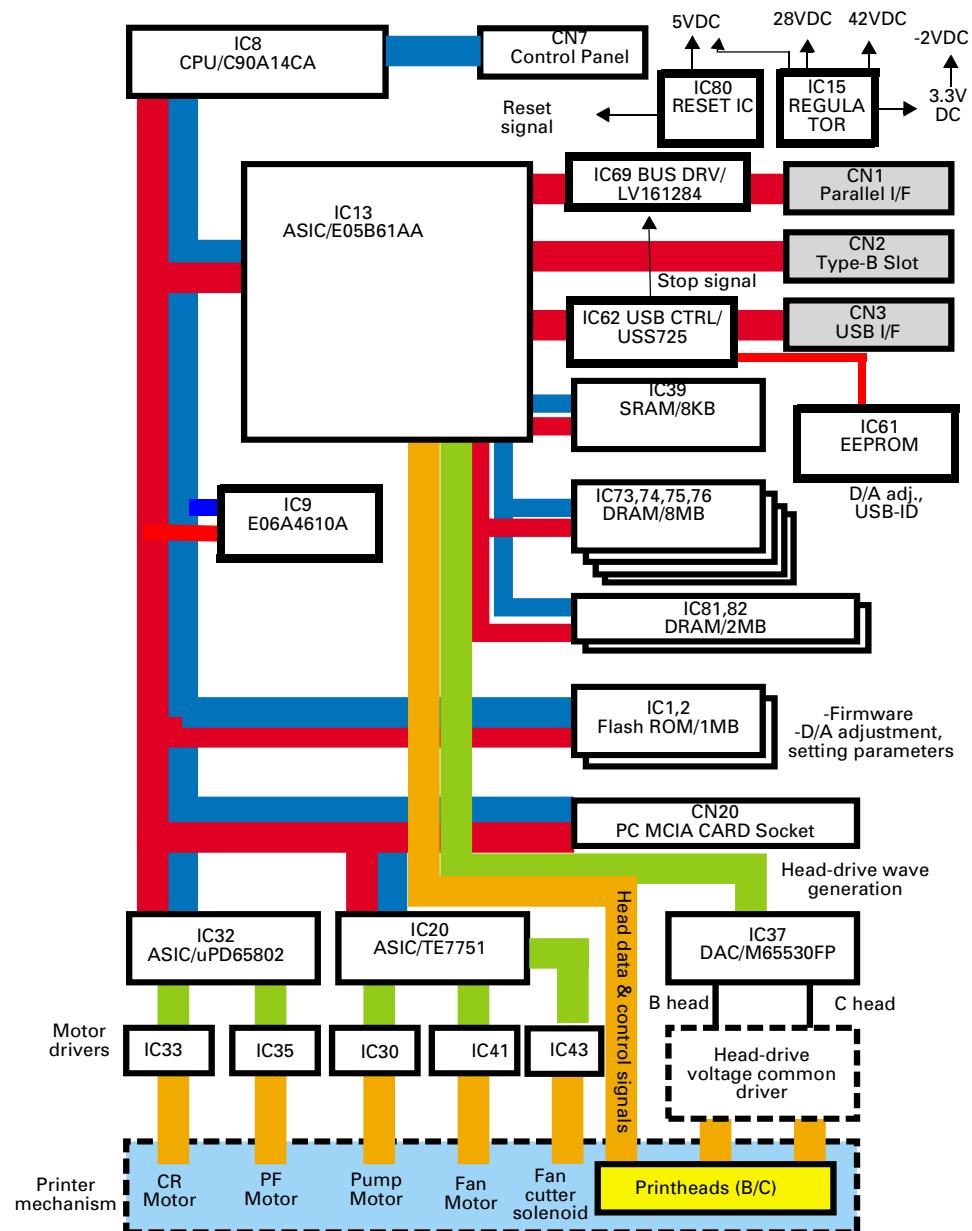 5VDC
28VDC
42VDC
-2VDC
IC8
CPU/C90A14CA
CN7
Control Panel
IC80
RESET IC
IC15
REGULA
TOR
3.3V
DC
Reset
signal
IC13
ASIC/E05B61AA
IC69 BUS DRV/
LV161284
CN1
Parallel I/F
CN2
Type-B Slot
Stop signal
IC62 USB CTRL/
USS725
CN3
USB I/F
IC39
SRAM/8KB
IC61
EEPROM
D/A adj.,
USB-ID
IC9
E06A4610A
IC73,74,75,76
DRAM/8MB
IC81,82
DRAM/2MB
IC1,2
Flash ROM/1MB
-Firmware
-D/A adjustment,
setting parameters
CN20
PC MCIA CARD Socket
Head-drive wave
generation
IC32
ASIC/uPD65802
IC20
ASIC/TE7751
Head data & control signals
IC37
DAC/M65530FP
B head
C head
Motor
drivers
IC33
IC35
IC30
IC41
IC43
Head-drive
voltage common
driver
Printer
mechanism
CR
Motor
PF
Motor
Pump
Motor
Fan
Motor
Fan
cutter
solenoid
Printheads (B/C)